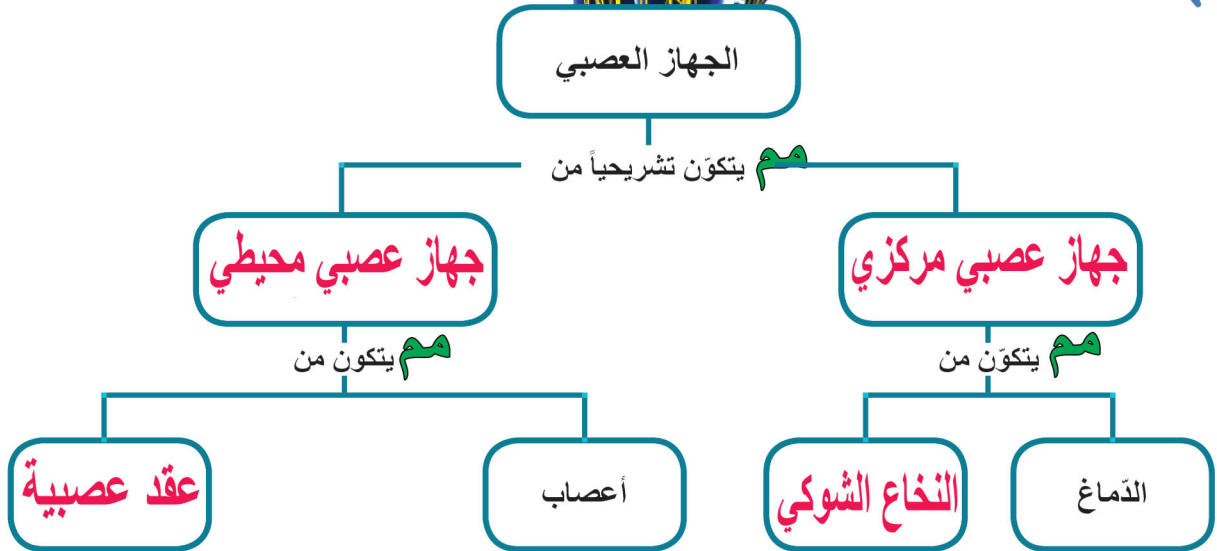 الجهاز العصبي
مم يتكوّن تشريحياً من
جهاز عصبي مركزي
جهاز عصبي محيطي
مم يتكوّن من
مم يتكون من
الدّماغ
النخاع الشوكي
أعصاب
عقد عصبية